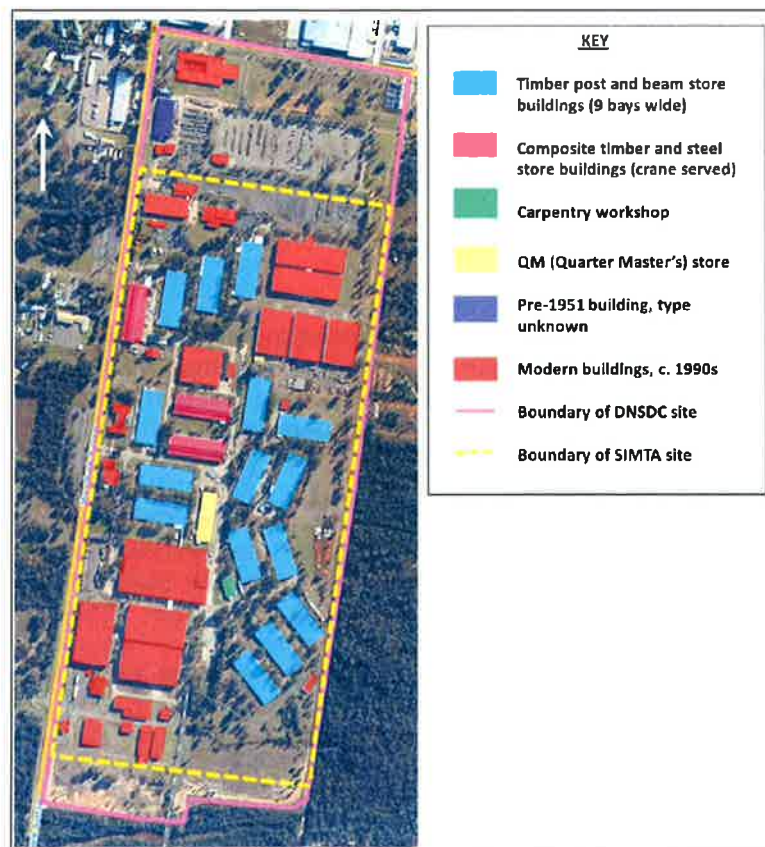 KEY
Timber post and beam store
buildings (9 bays wide)
Composite timber and steel
store buildings (crane served)
Carpentry workshop
QM (Quarter Master's) store
Pre-1951 building, type
unknown
Modern buildings, c. 1990s
Boundary of DNSDC site
Boundary of SIMTA site